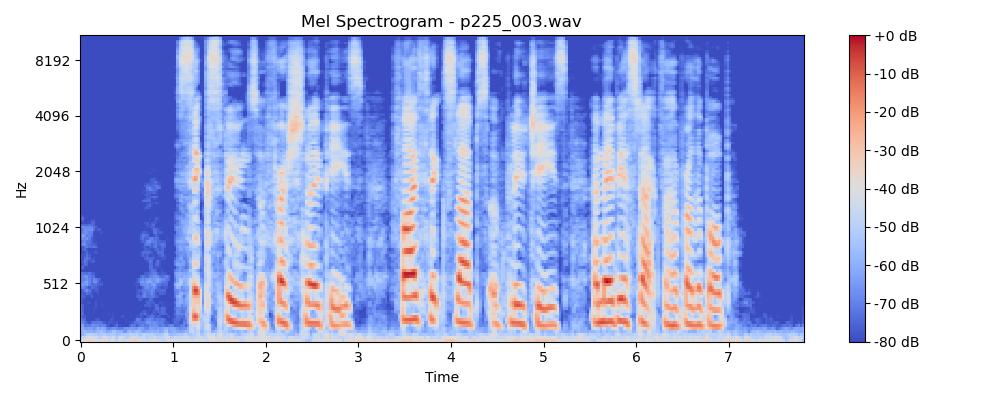 Mel Spectrogram - p225_003.wav
8192
4096
2048
1024
512
0
Hz
0 1 2 3 4 5 6 7
Time
+0 dB
-10 dB
-20 dB
-30 dB
-40 dB
-50 dB
-60 dB
-70 dB
-80 dB